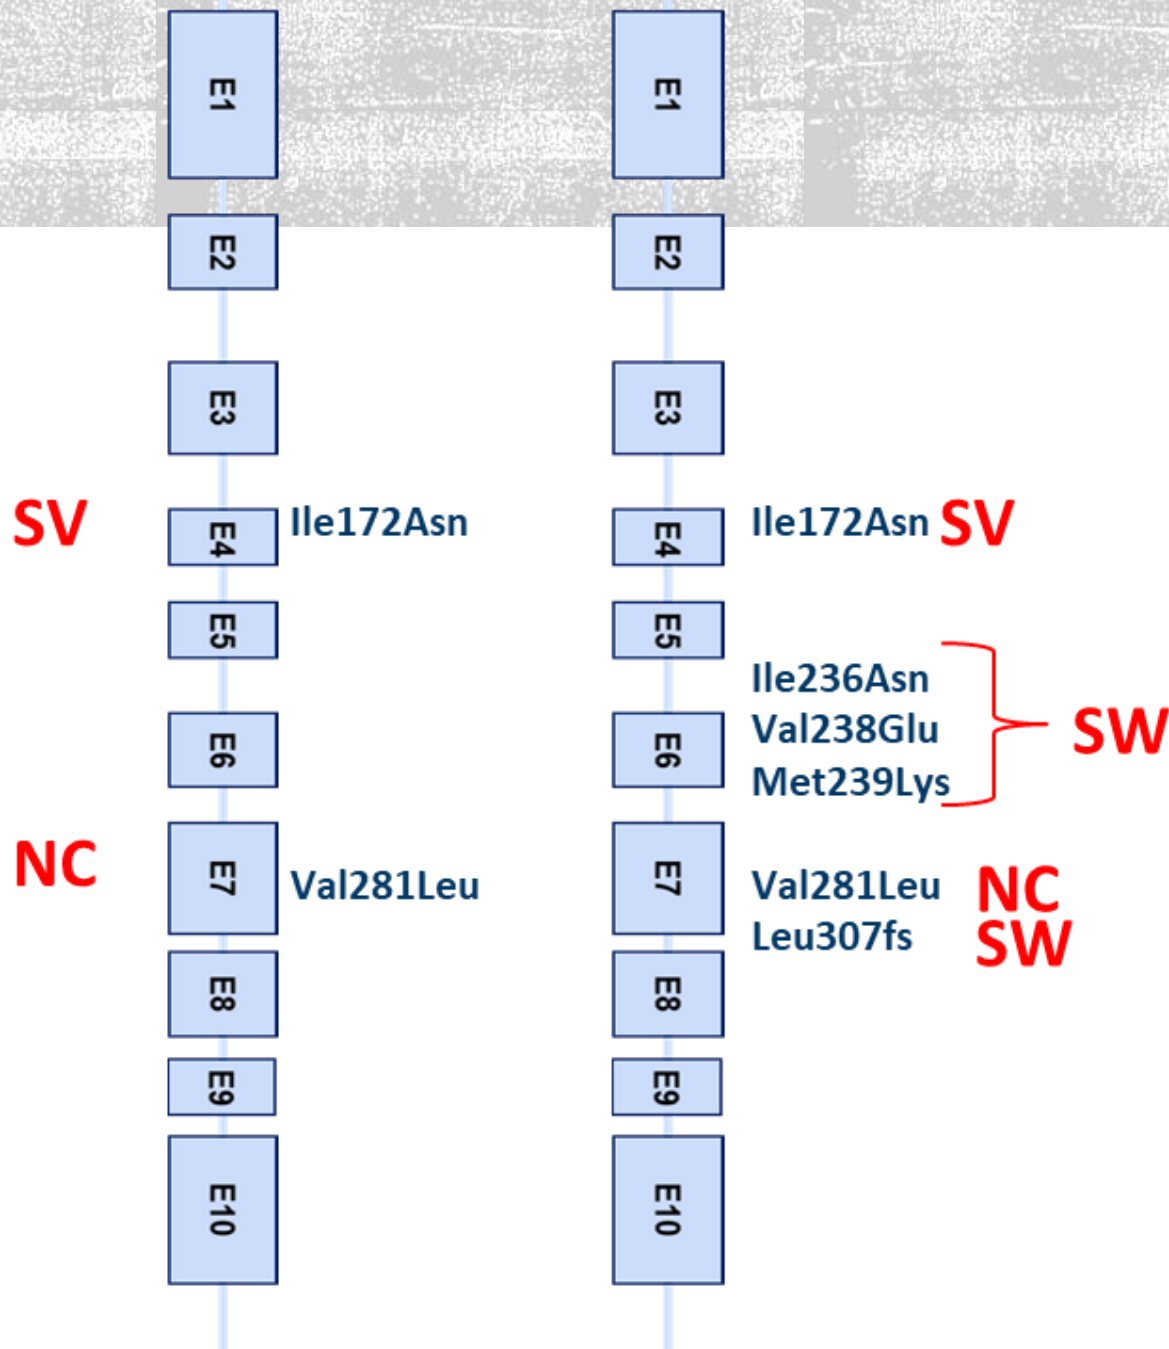 E1
E1
E2
E2
E3
E3
SV
E4
Ile172Asn
E4
Ile172Asn
SV
E5
E5
Ile236Asn
Val238Glu
Met239Lys
SW
E6
E6
NC
E7
Val281Leu
E7
Val281Leu
NC
Leu307fs
SW
E8
E8
E9
E9
E10
E10